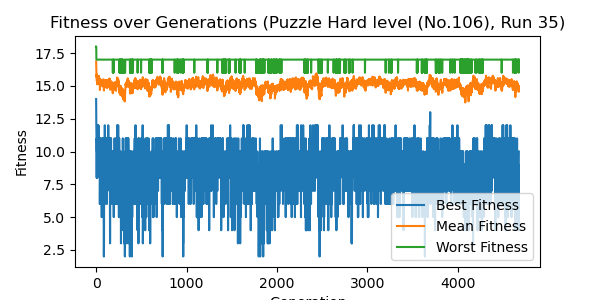 Fitness over Generations (Puzzle Hard level (No.106), Run 35)
Fitness
17.5
15.0
12.5
10.0
7.5
5.0
2.5
Best Fitness
Mean Fitness
Worst Fitness
0
1000
2000
3000
4000
Generation